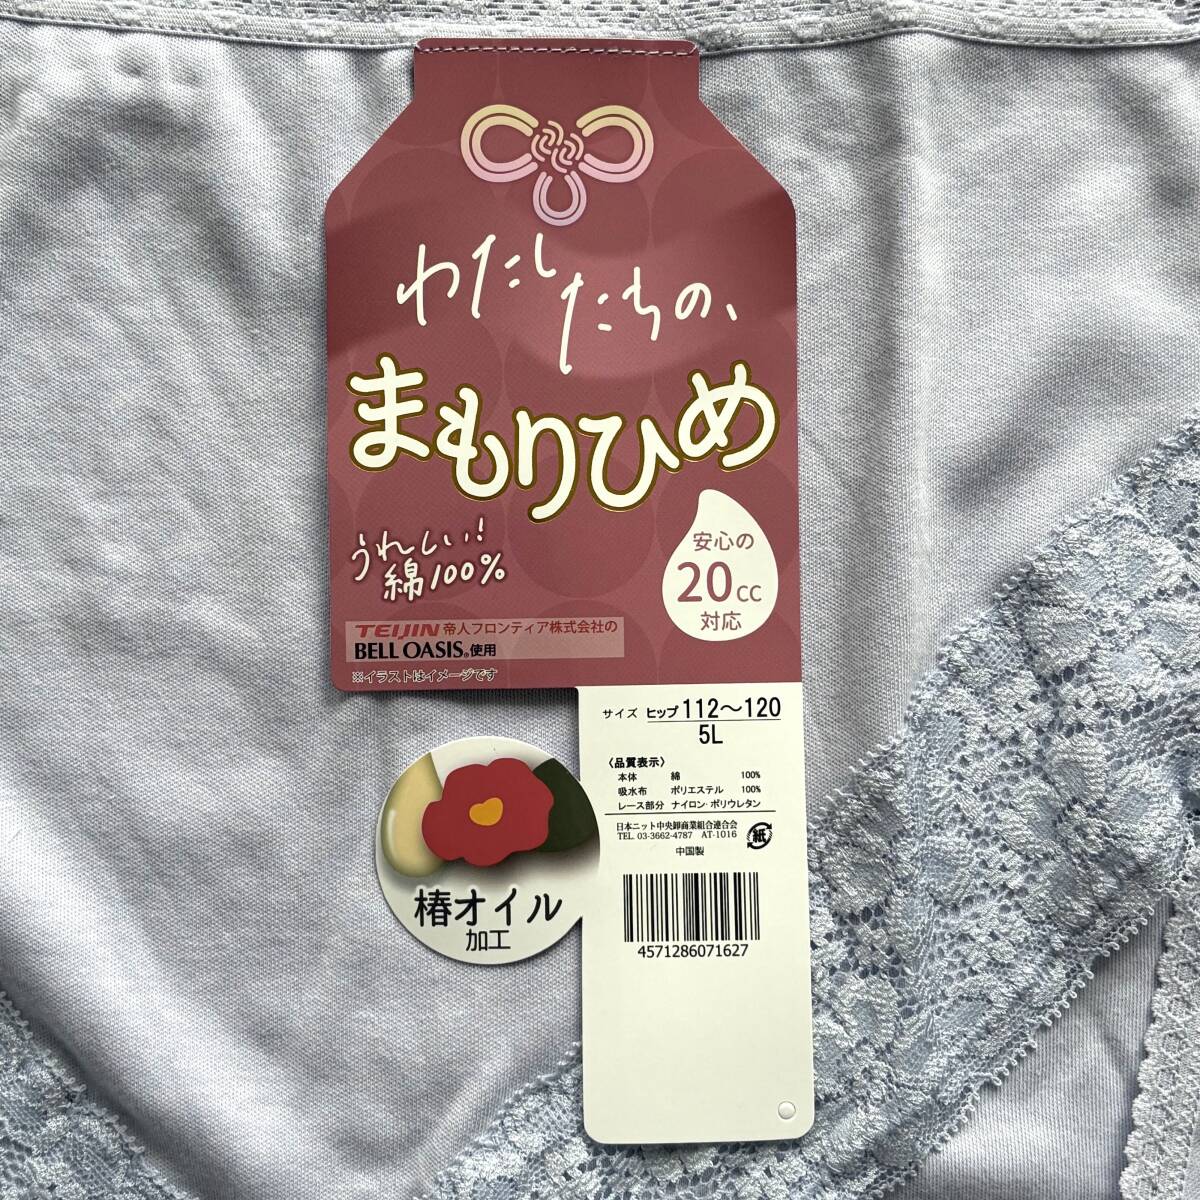 わたしたちの、
まもりひめ
うれしい!
綿100%
安心の
20cc
対応
TEIJIN 帝人フロンティア株式会社の
BELL OASIS®使用
※イラストはイメージです
サイズ ヒップ 112～120
5L
〈品質表示〉
本体 綿 100%
吸水布 ポリエステル 100%
レース部分 ナイロン・ポリウレタン
日本ニット中央卸商業組合連合会
TEL. 03-3662-4787 AT-1016
紙
中国製
椿オイル
加工
4571286071627